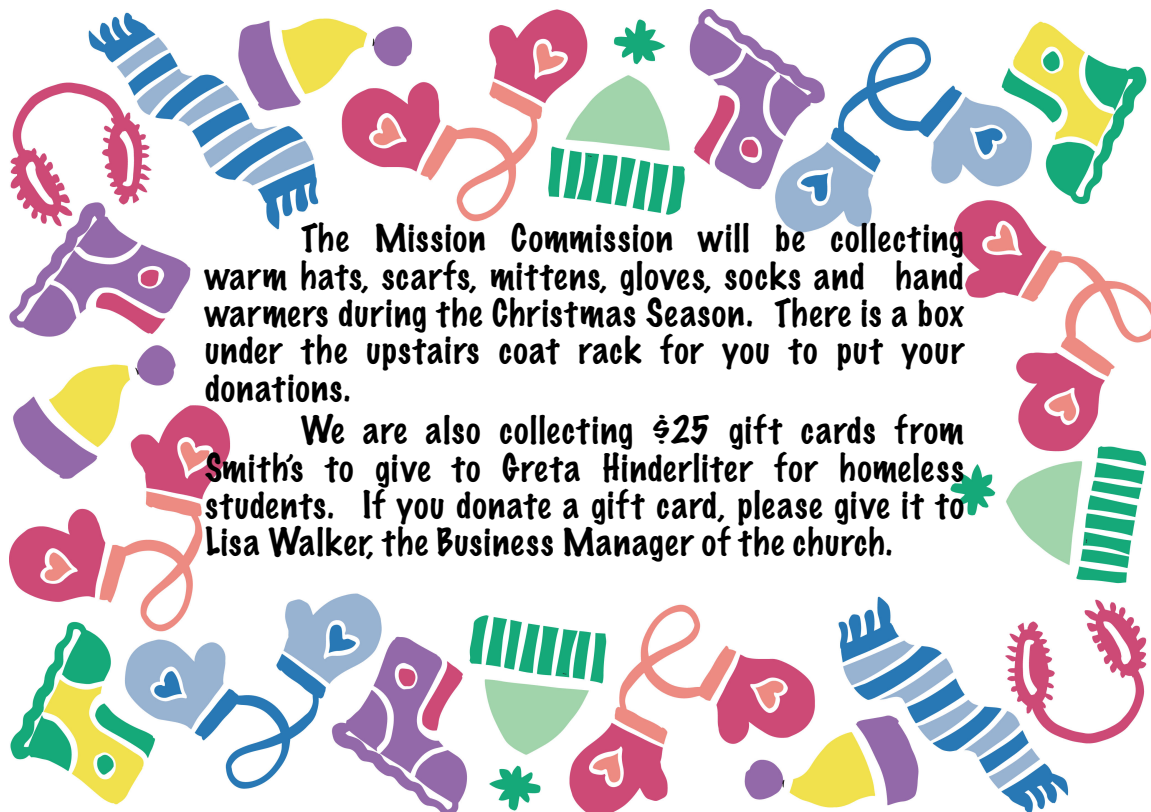 The Mission Commission will be collecting
warm hats, scarfs, mittens, gloves, socks and hand
warmers during the Christmas Season. There is a box
under the upstairs coat rack for you to put your
donations.
We are also collecting $25 gift cards from
Smith's to give to Greta Hinderliter for homeless
students. If you donate a gift card, please give it to
Lisa Walker, the Business Manager of the church.